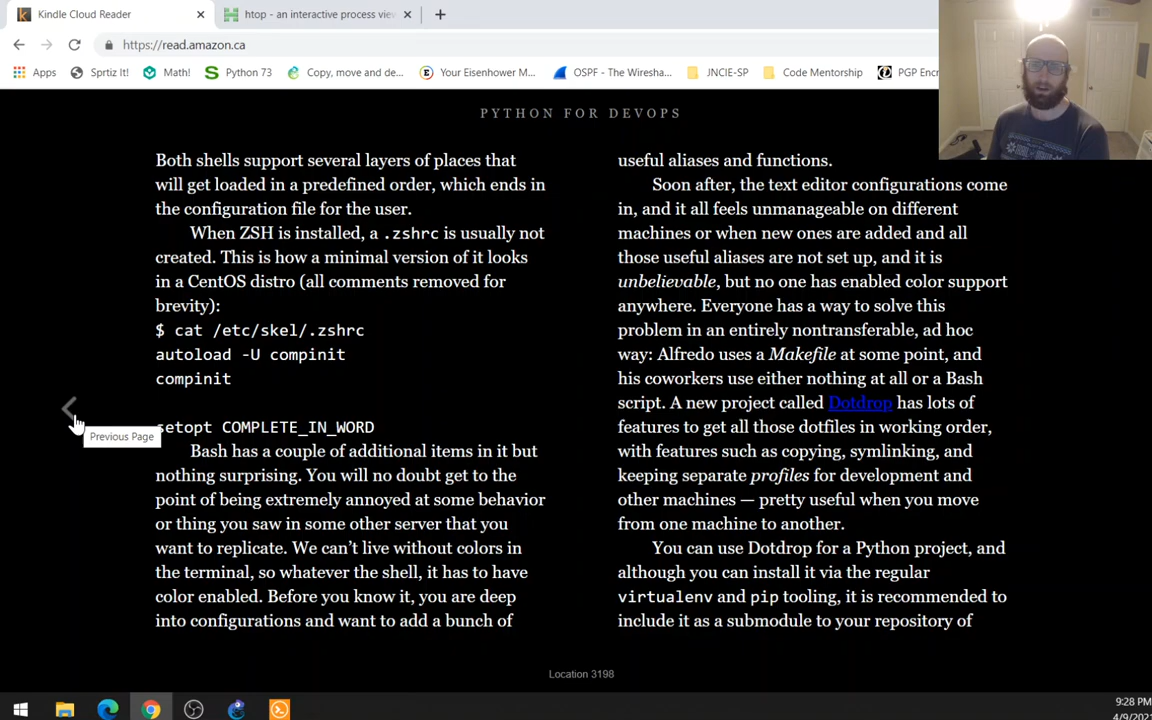 Kindle Cloud Reader
htop - an interactive process vie
https://read.amazon.ca
Apps
Sprtiz It!
Math!
Python 73
Copy, move and de...
Your Eisenhower M...
OSPF - The Wiresha...
JNCIE-SP
Code Mentorship
PGP Encr
PYTHON FOR DEVOPS
Both shells support several layers of places that
will get loaded in a predefined order, which ends in
the configuration file for the user.
When ZSH is installed, a .zshrc is usually not
created. This is how a minimal version of it looks
in a CentOS distro (all comments removed for
brevity):
$ cat /etc/skel/.zshrc
autoload -U compinit
compinit
setopt COMPLETE_IN_WORD
Bash has a couple of additional items in it but
nothing surprising. You will no doubt get to the
point of being extremely annoyed at some behavior
or thing you saw in some other server that you
want to replicate. We can't live without colors in
the terminal, so whatever the shell, it has to have
color enabled. Before you know it, you are deep
into configurations and want to add a bunch of
Previous Page
useful aliases and functions.
Soon after, the text editor configurations come
in, and it all feels unmanageable on different
machines or when new ones are added and all
those useful aliases are not set up, and it is
unbelievable, but no one has enabled color support
anywhere. Everyone has a way to solve this
problem in an entirely nontransferable, ad hoc
way: Alfredo uses a Makefile at some point, and
his coworkers use either nothing at all or a Bash
script. A new project called Dotdrop has lots of
features to get all those dotfiles in working order,
with features such as copying, symlinking, and
keeping separate profiles for development and
other machines — pretty useful when you move
from one machine to another.
You can use Dotdrop for a Python project, and
although you can install it via the regular
virtualenv and pip tooling, it is recommended to
include it as a submodule to your repository of
Location 3198
9:28 PM
4/9/202